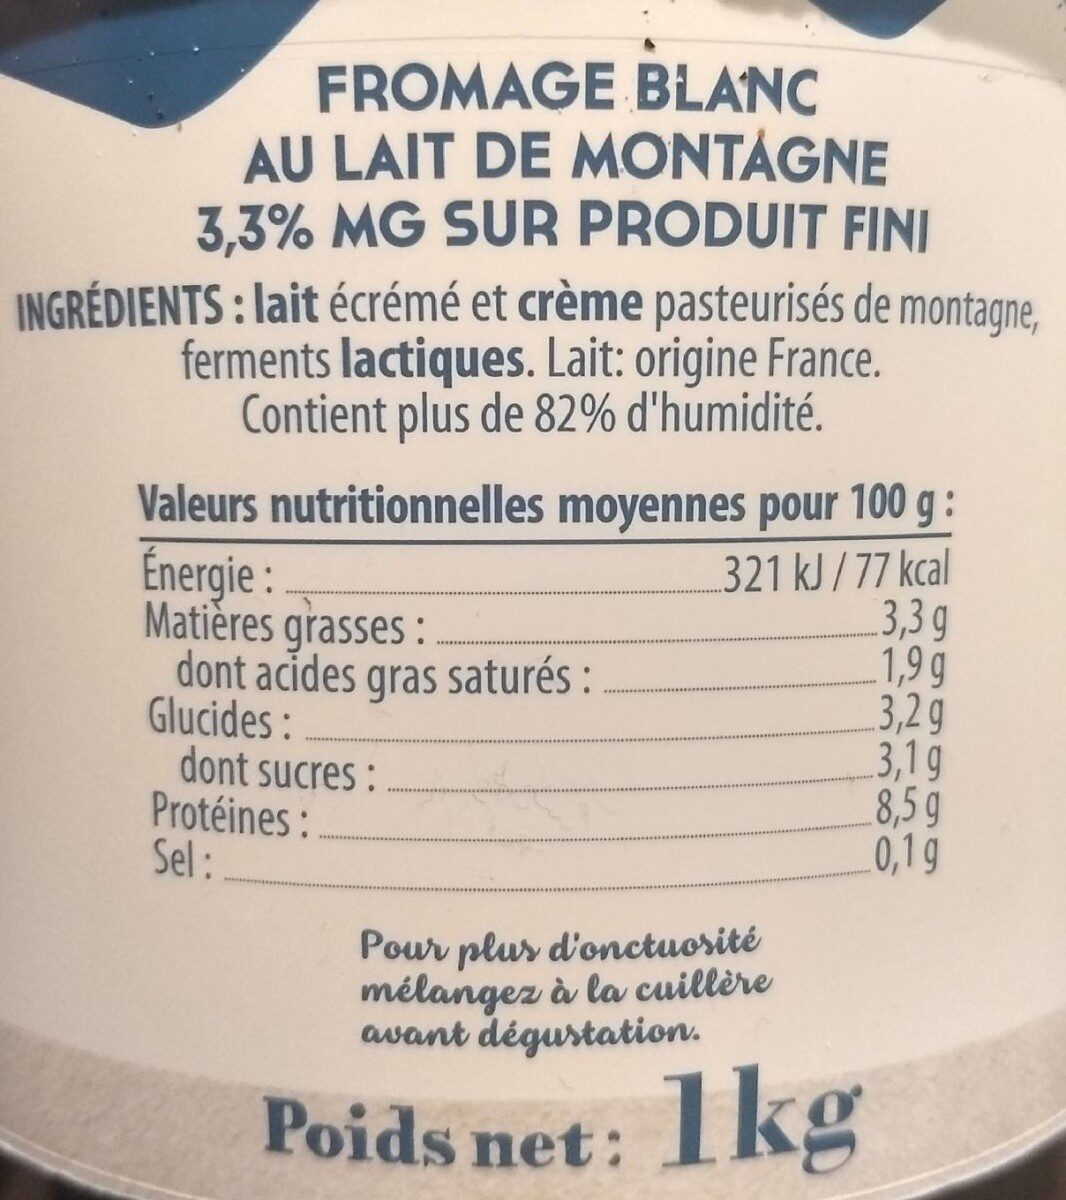 FROMAGE BLANC
AU LAIT DE MONTAGNE
3,3% MG SUR PRODUIT FINI
INGRÉDIENTS : lait écrémé et crème pasteurisés de montagne,
ferments lactiques. Lait: origine France.
Contient plus de 82% d'humidité.
Valeurs nutritionnelles moyennes pour 100 g :
Énergie : 321 kJ / 77 kcal
Matières grasses : 3,3 g
dont acides gras saturés : 1,9 g
Glucides : 3,2 g
dont sucres : 3,1 g
Protéines : 8,5 g
Sel : 0,1 g
Pour plus d'onctuosité
mélangez à la cuillère
avant dégustation.
Poids net : 1kg